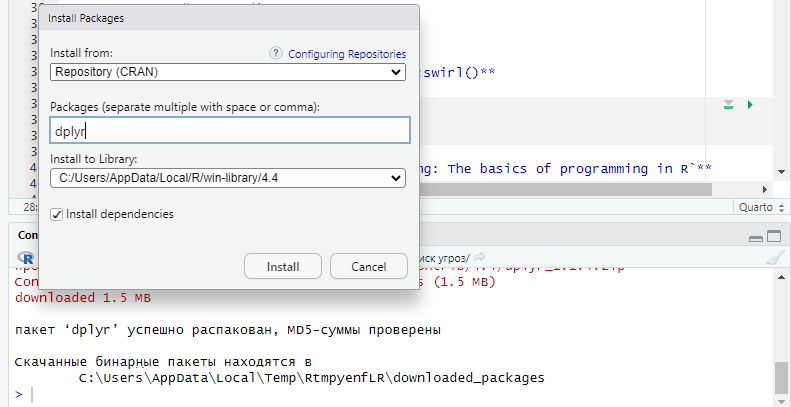 Install Packages
Install from:
? Configuring Repositories
Repository (CRAN)
:swirl()**
Packages (separate multiple with space or comma):
dplyr
Install to Library:
ng: The basics of programming in R`**
C:/Users/AppData/Local/R/win-library/4.4
28:
Quarto
Install dependencies
Con
R
иск угроз/
Install
Cancel
Con
s (1.5 MB)
downloaded 1.5 MB
пакет ‘dplyr’ успешно распакован, MD5-суммы проверены
Скачанные бинарные пакеты находятся в
C:\Users\AppData\Local\Temp\RtmpyenfLR\downloaded_packages
>